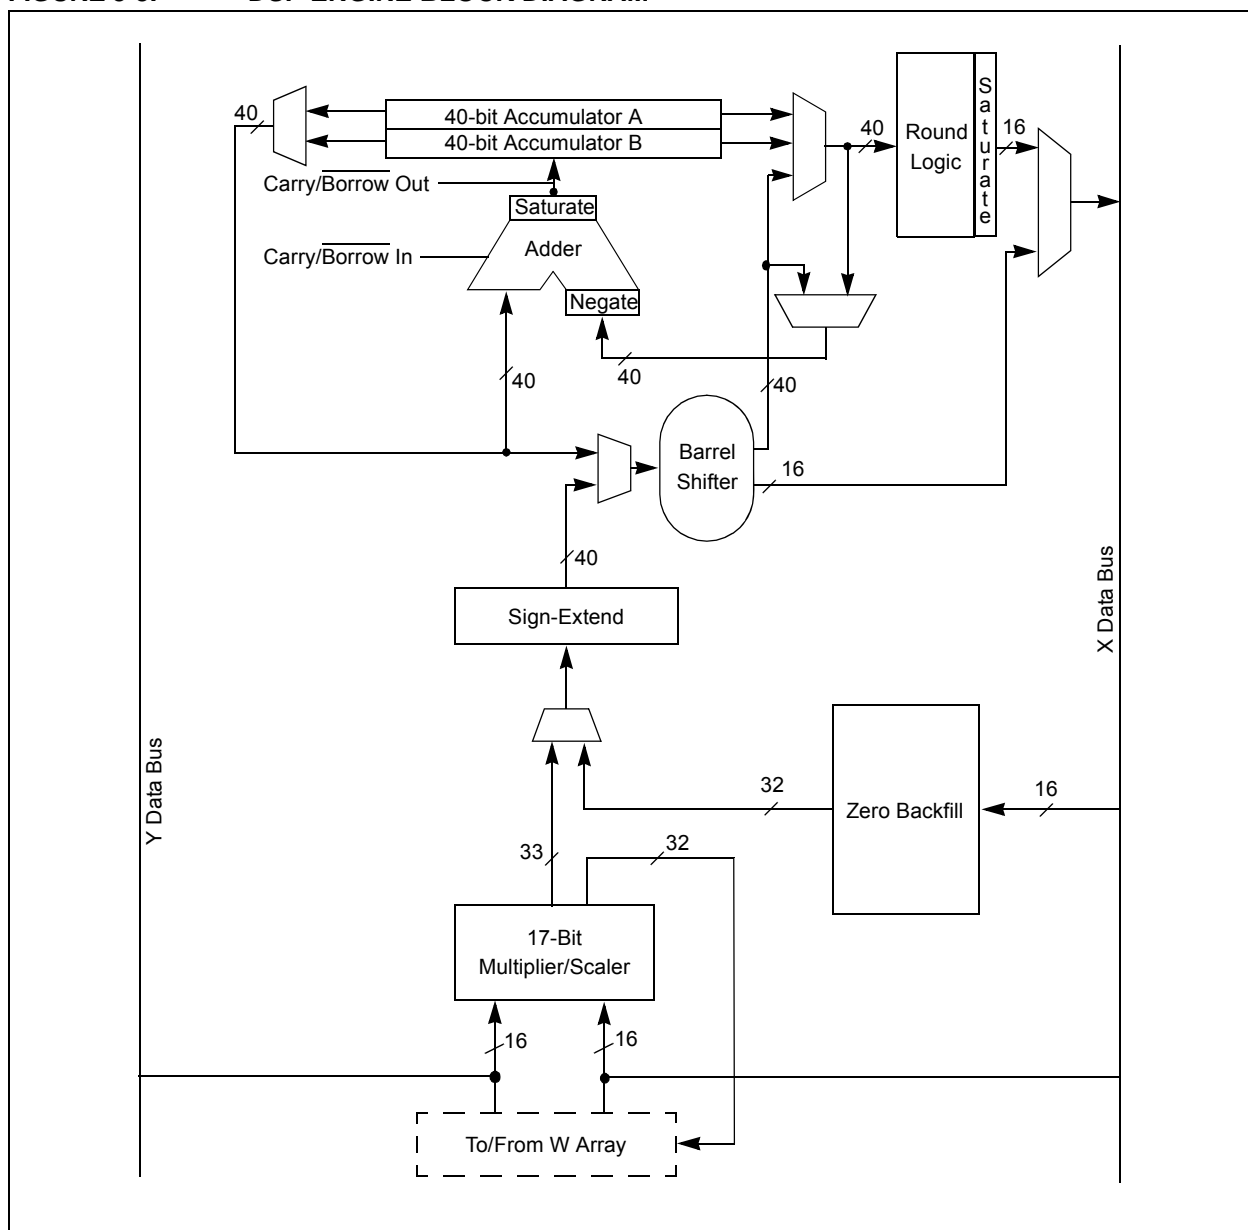 40
40-bit Accumulator A
40-bit Accumulator B
40
Round
Logic
Saturate
16
Carry/Borrow Out
Saturate
Carry/Borrow In
Adder
Negate
40
40
40
Barrel
Shifter
16
40
Sign-Extend
X Data Bus
Y Data Bus
32
Zero Backfill
16
33
32
17-Bit
Multiplier/Scaler
16
16
To/From W Array